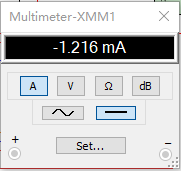 Multimeter-XMM1
-1.216 mA
A V Ω dB
+ Set... −